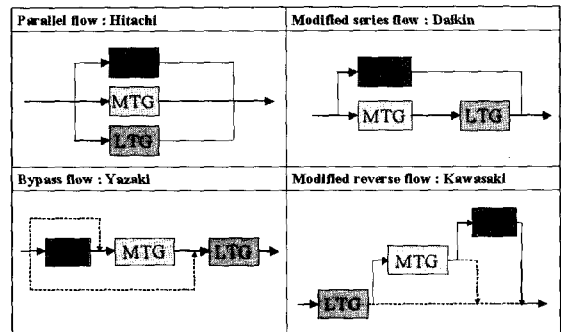 Parallel flow : Hitachi
MTG
LTG
Modified series flow : Daikin
MTG
LTG
Bypass flow : Yazaki
MTG
LTG
Modified reverse flow : Kawasaki
MTG
LTG